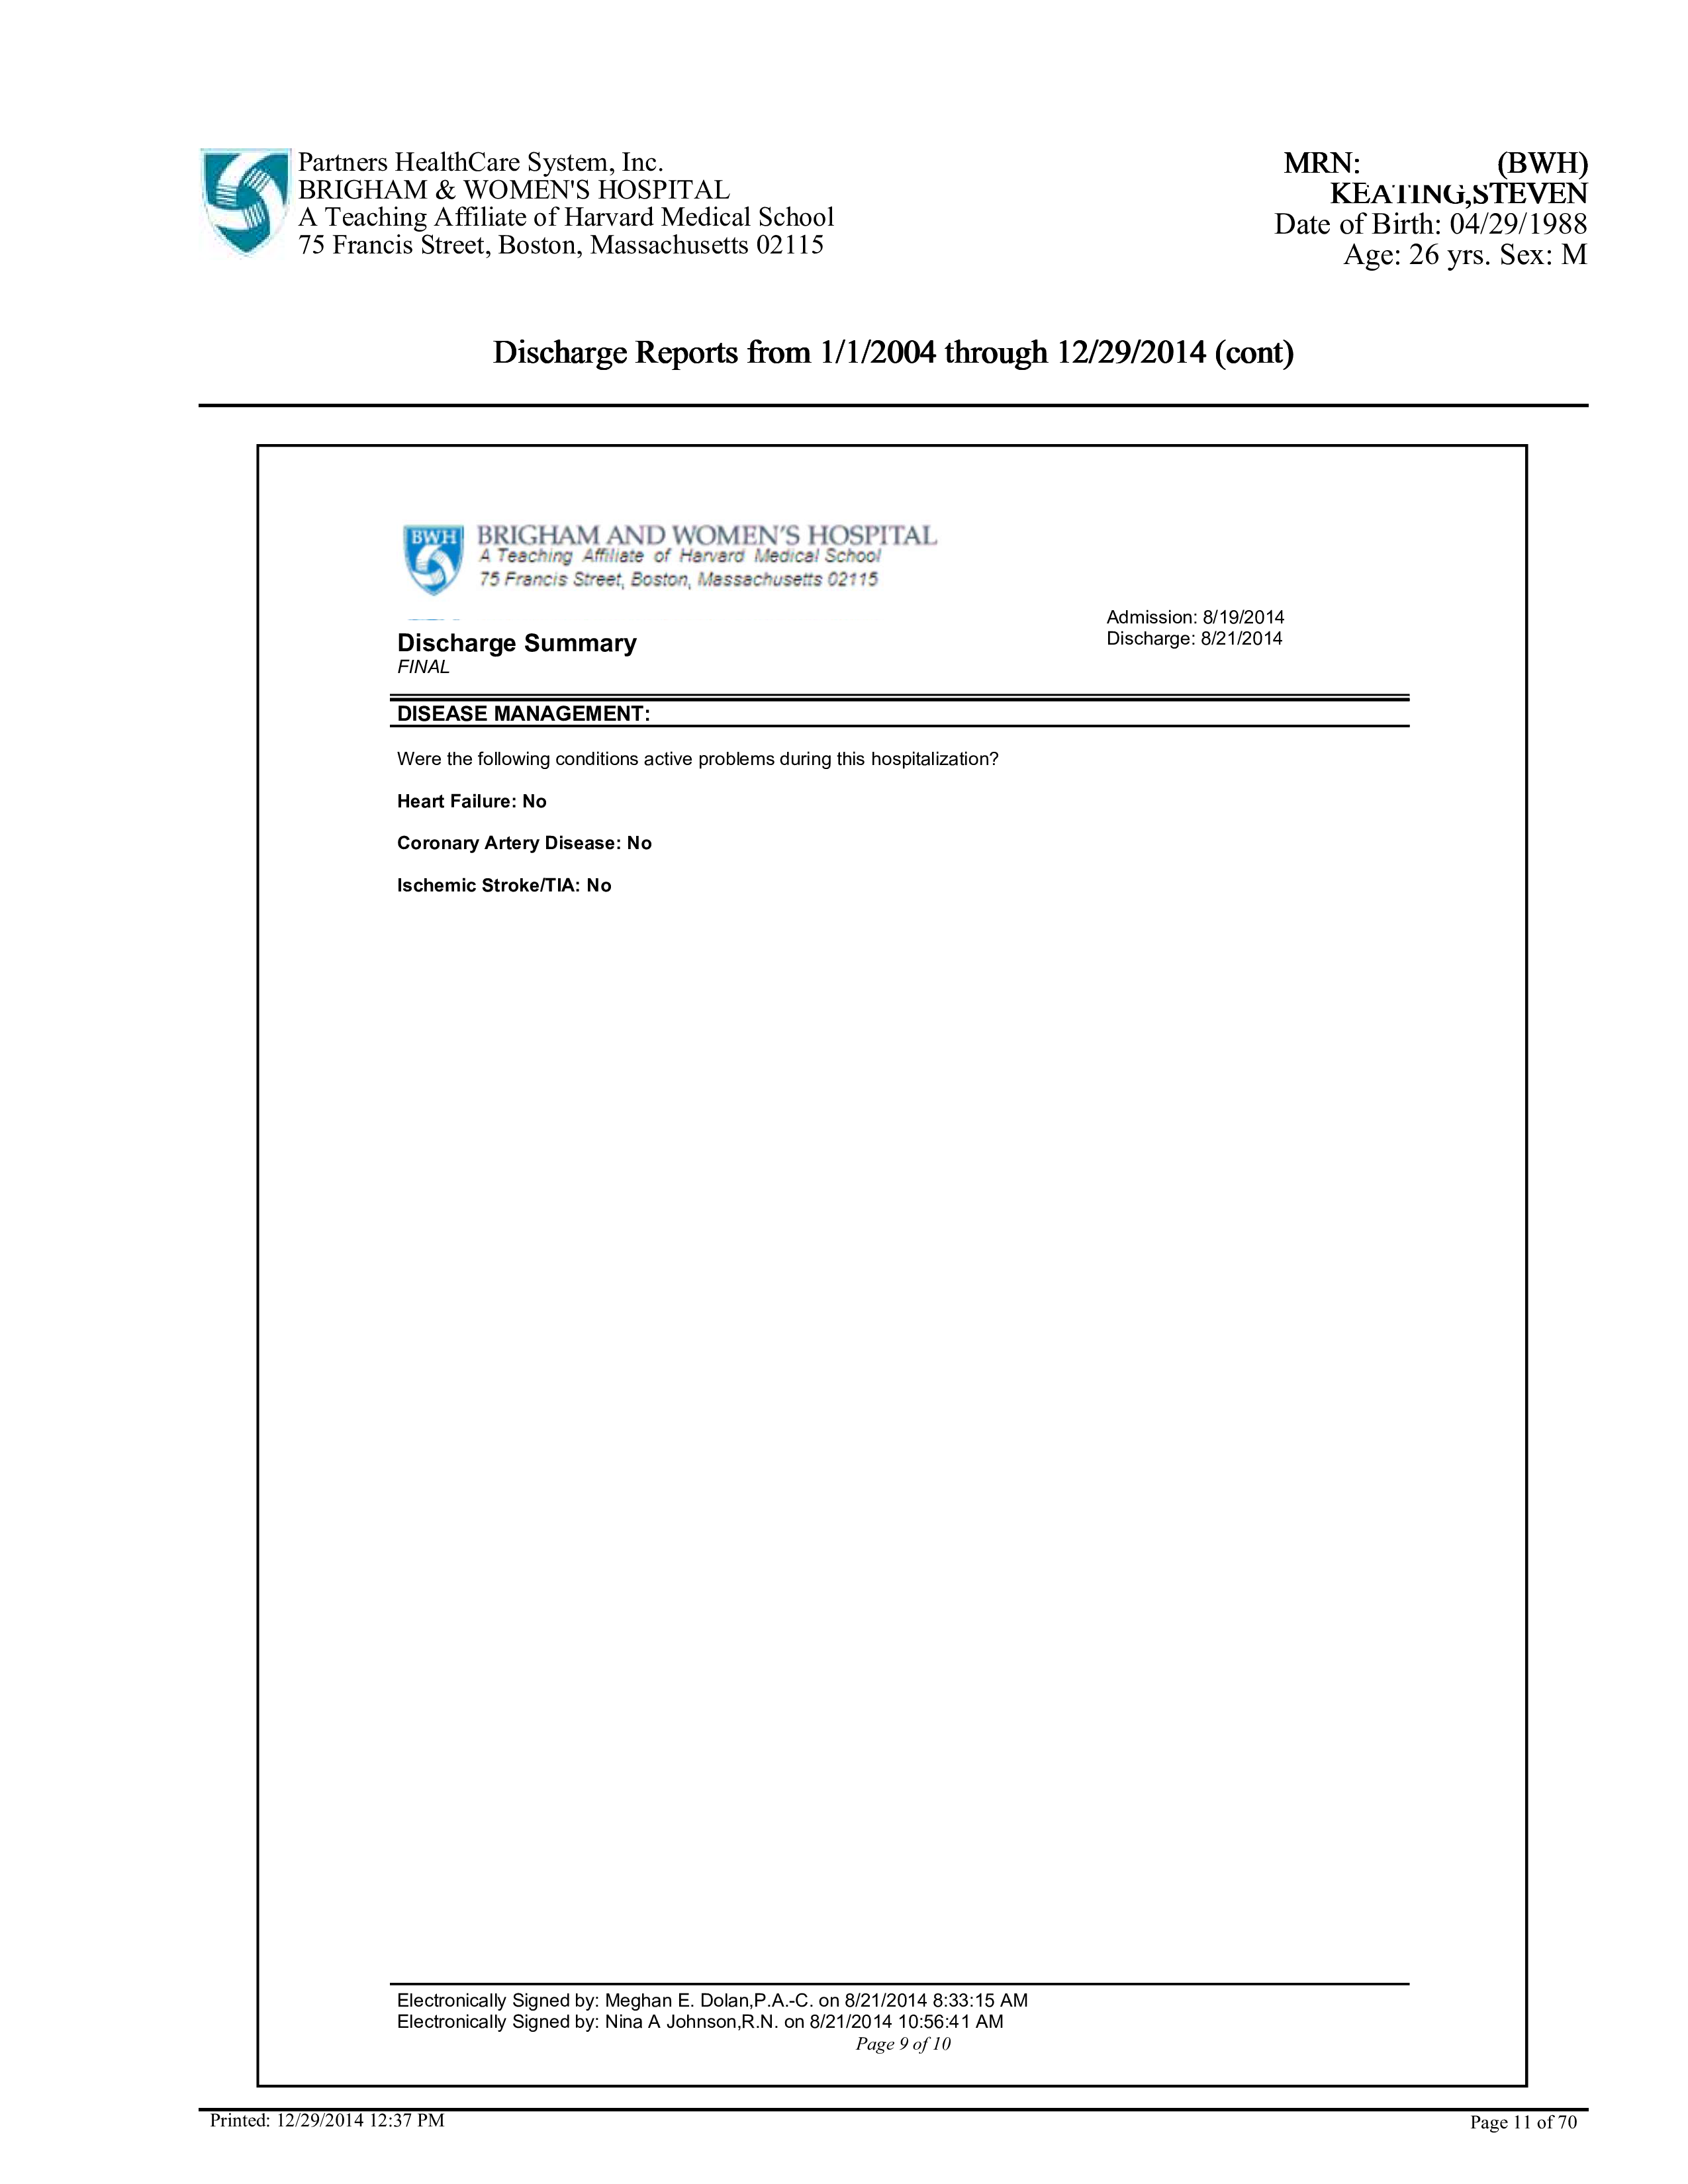 Partners HealthCare System, Inc.
BRIGHAM & WOMEN'S HOSPITAL
A Teaching Affiliate of Harvard Medical School
75 Francis Street, Boston, Massachusetts 02115
MRN: (BWH)
KEATING,STEVEN
Date of Birth: 04/29/1988
Age: 26 yrs. Sex: M
Discharge Reports from 1/1/2004 through 12/29/2014 (cont)
BWH
BRIGHAM AND WOMEN'S HOSPITAL
A Teaching Affiliate of Harvard Medical School
75 Francis Street, Boston, Massachusetts 02115
Admission: 8/19/2014
Discharge: 8/21/2014
Discharge Summary
FINAL
DISEASE MANAGEMENT:
Were the following conditions active problems during this hospitalization?
Heart Failure: No
Coronary Artery Disease: No
Ischemic Stroke/TIA: No
Electronically Signed by: Meghan E. Dolan,P.A.-C. on 8/21/2014 8:33:15 AM
Electronically Signed by: Nina A Johnson,R.N. on 8/21/2014 10:56:41 AM
Page 9 of 10
Printed: 12/29/2014 12:37 PM
Page 11 of 70